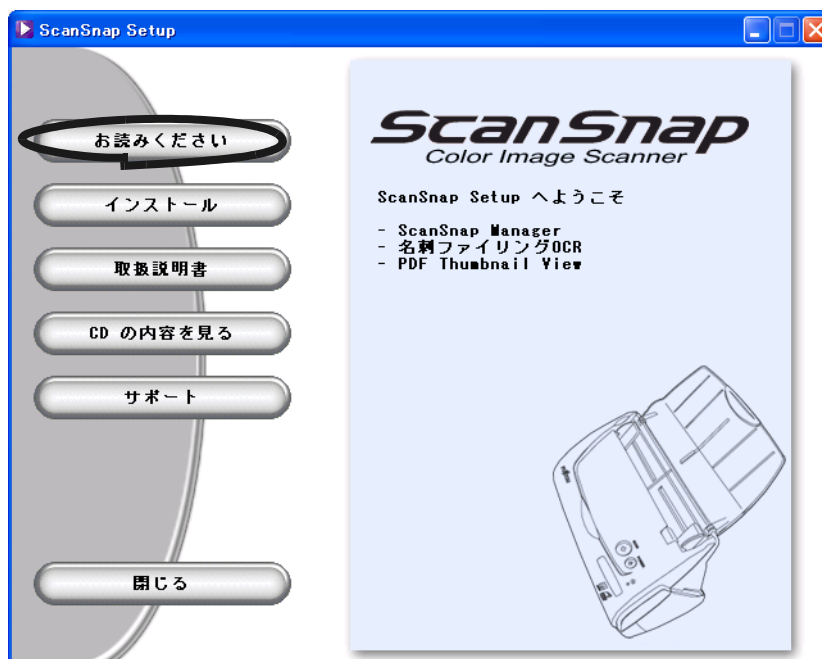 ScanSnap Setup
お読みください
インストール
取扱説明書
CD の内容を見る
サポート
閉じる
ScanSnap
Color Image Scanner
ScanSnap Setup へようこそ
- ScanSnap Manager
- 名刺ファイリングOCR
- PDF Thumbnail View
FUJITSU